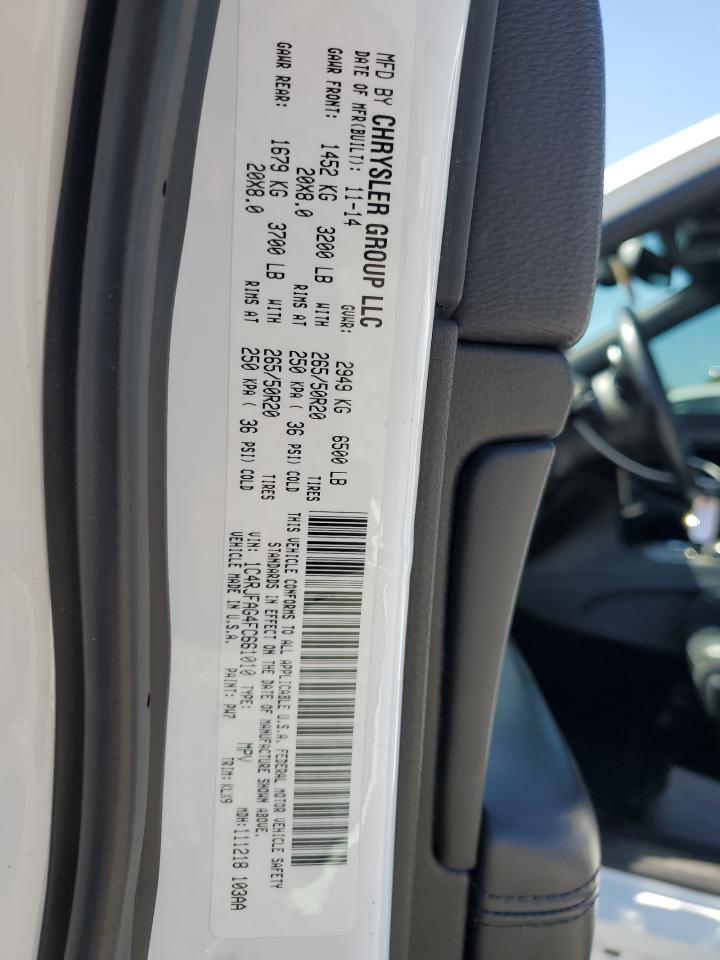 MFD BY CHRYSLER GROUP LLC
DATE OF MFR(BUILT): 11-14 GVWR: 2949 KG 6500 LB
GAWR FRONT: 1452 KG 3200 LB WITH 265/50R20 TIRES
20X8.0 RIMS AT 250 KPA ( 36 PSI) COLD
GAWR REAR: 1679 KG 3700 LB WITH 265/50R20 TIRES
20X8.0 RIMS AT 250 KPA ( 36 PSI) COLD
THIS VEHICLE CONFORMS TO ALL APPLICABLE U.S.A. FEDERAL MOTOR VEHICLE SAFETY
STANDARDS IN EFFECT ON THE DATE OF MANUFACTURE SHOWN ABOVE.
VIN: 1C4RJFAG4FC661010 TYPE: MPV MDH:111218 103AA
VEHICLE MADE IN U.S.A. PAINT: PW7 TRIM: KLX9